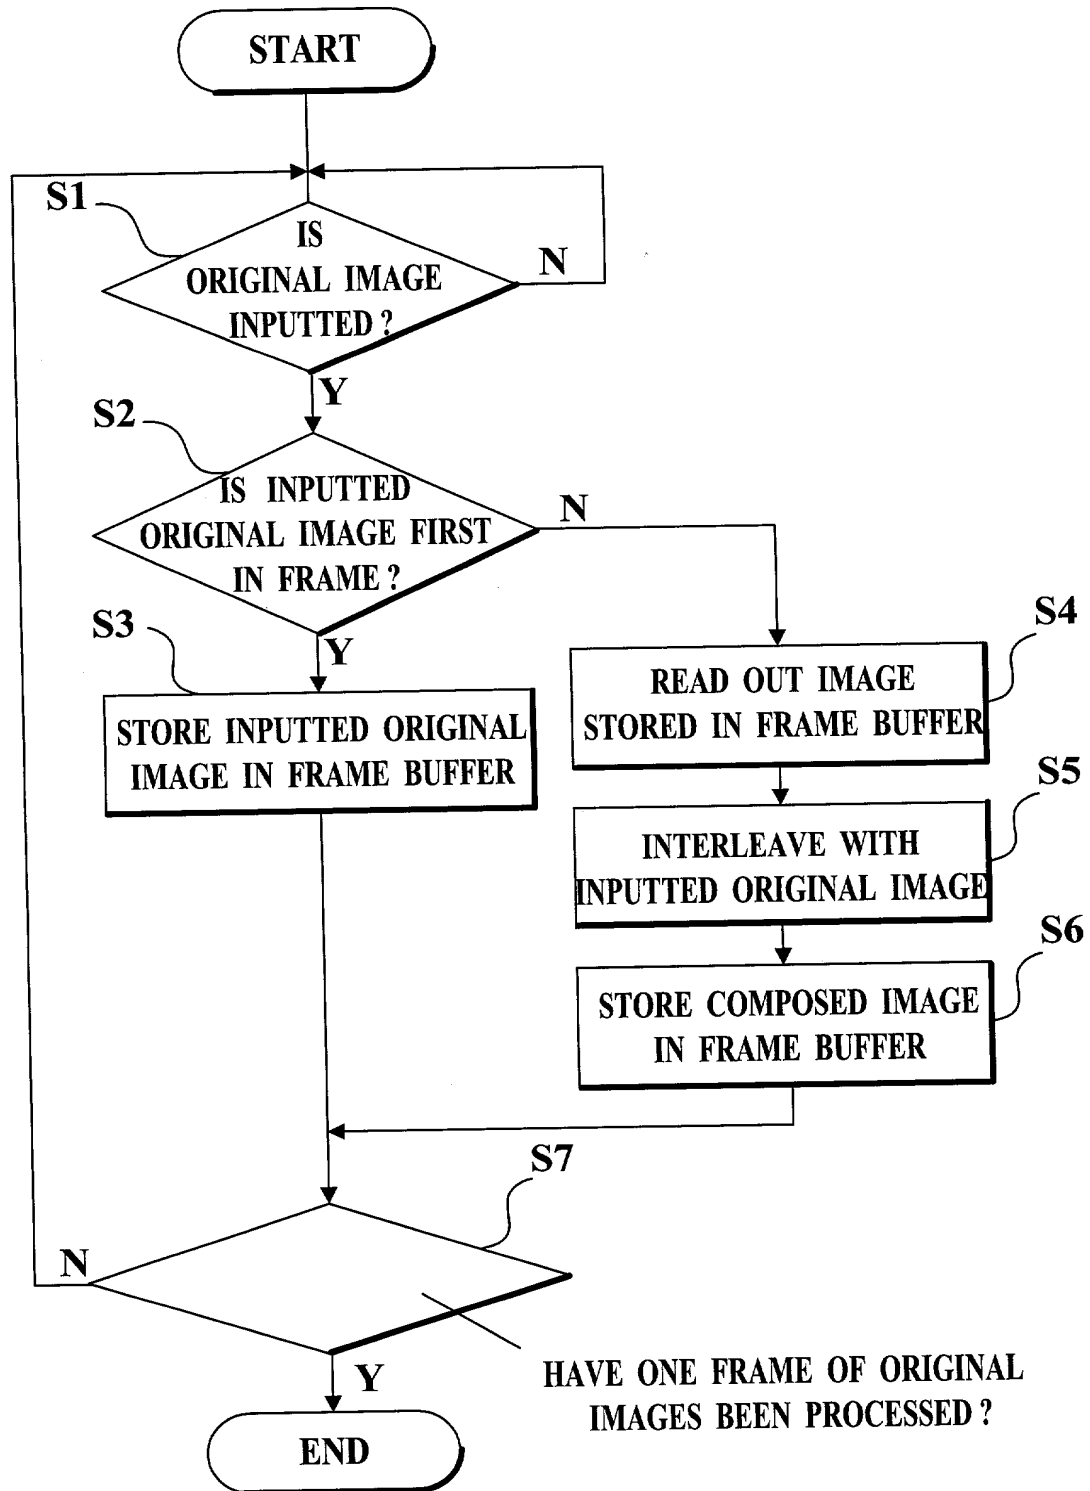 START
S1
IS
ORIGINAL IMAGE
INPUTTED ?
N
Y
S2
IS INPUTTED
ORIGINAL IMAGE FIRST
IN FRAME ?
N
Y
S3
STORE INPUTTED ORIGINAL
IMAGE IN FRAME BUFFER
S4
READ OUT IMAGE
STORED IN FRAME BUFFER
S5
INTERLEAVE WITH
INPUTTED ORIGINAL IMAGE
S6
STORE COMPOSED IMAGE
IN FRAME BUFFER
S7
N
Y
HAVE ONE FRAME OF ORIGINAL
IMAGES BEEN PROCESSED ?
END